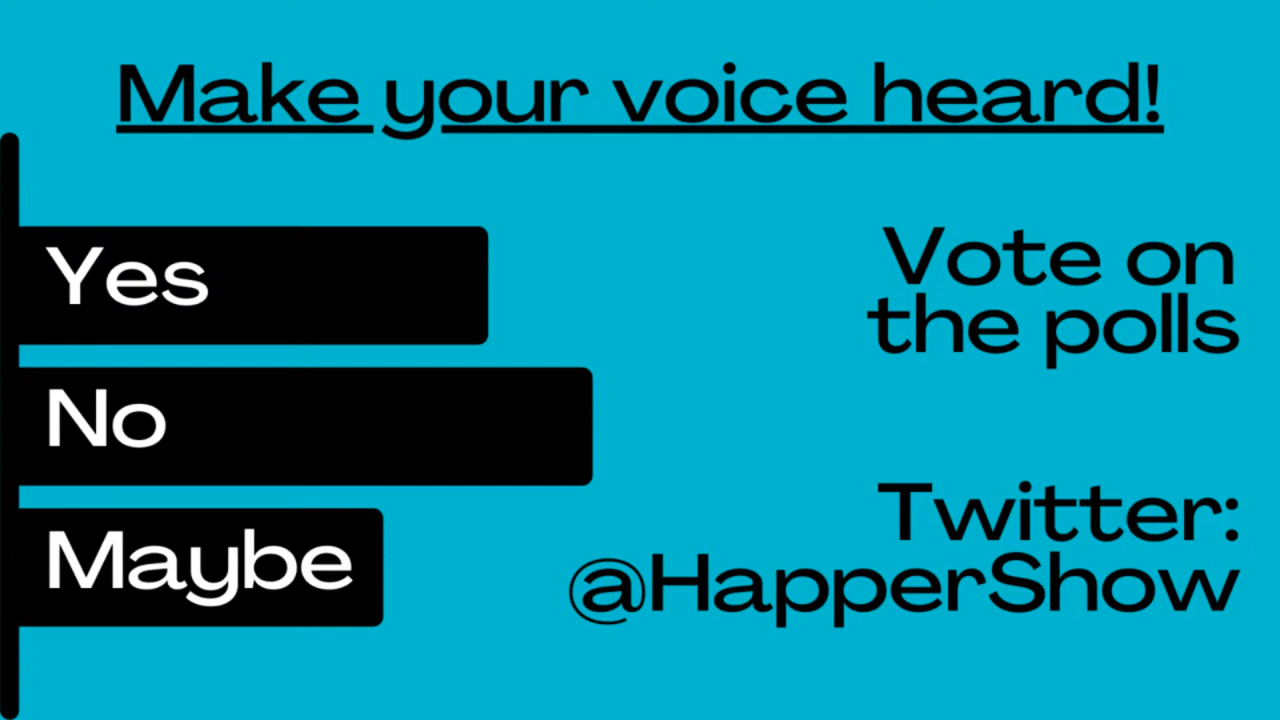 Make your voice heard!
Yes
No
Maybe
Vote on
the polls
Twitter:
@HapperShow